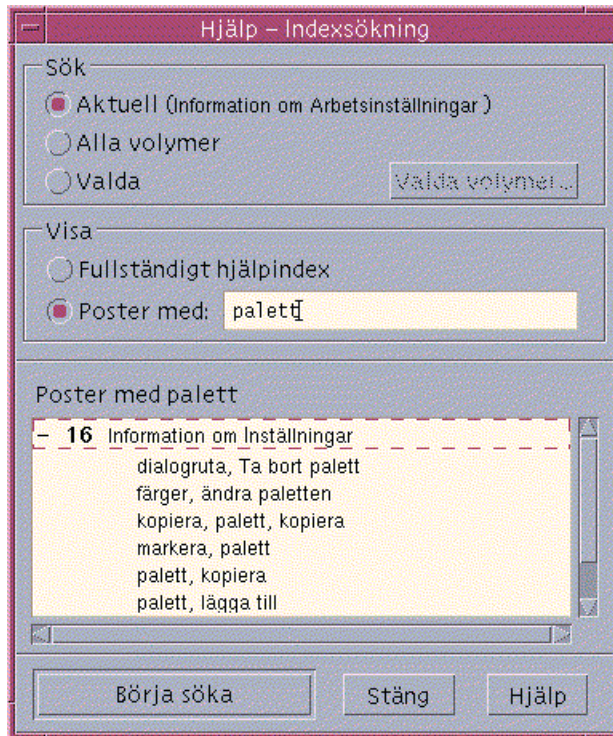 Hjälp – Indexsökning
Sök
Aktuell (Information om Arbetsinställningar )
Alla volymer
Valda
Valda volymer...
Visa
Fullständigt hjälpindex
Poster med: palett
Poster med palett
– 16 Information om Inställningar
dialogruta, Ta bort palett
färger, ändra paletten
kopiera, palett, kopiera
markera, palett
palett, kopiera
palett, lägga till
Börja söka Stäng Hjälp